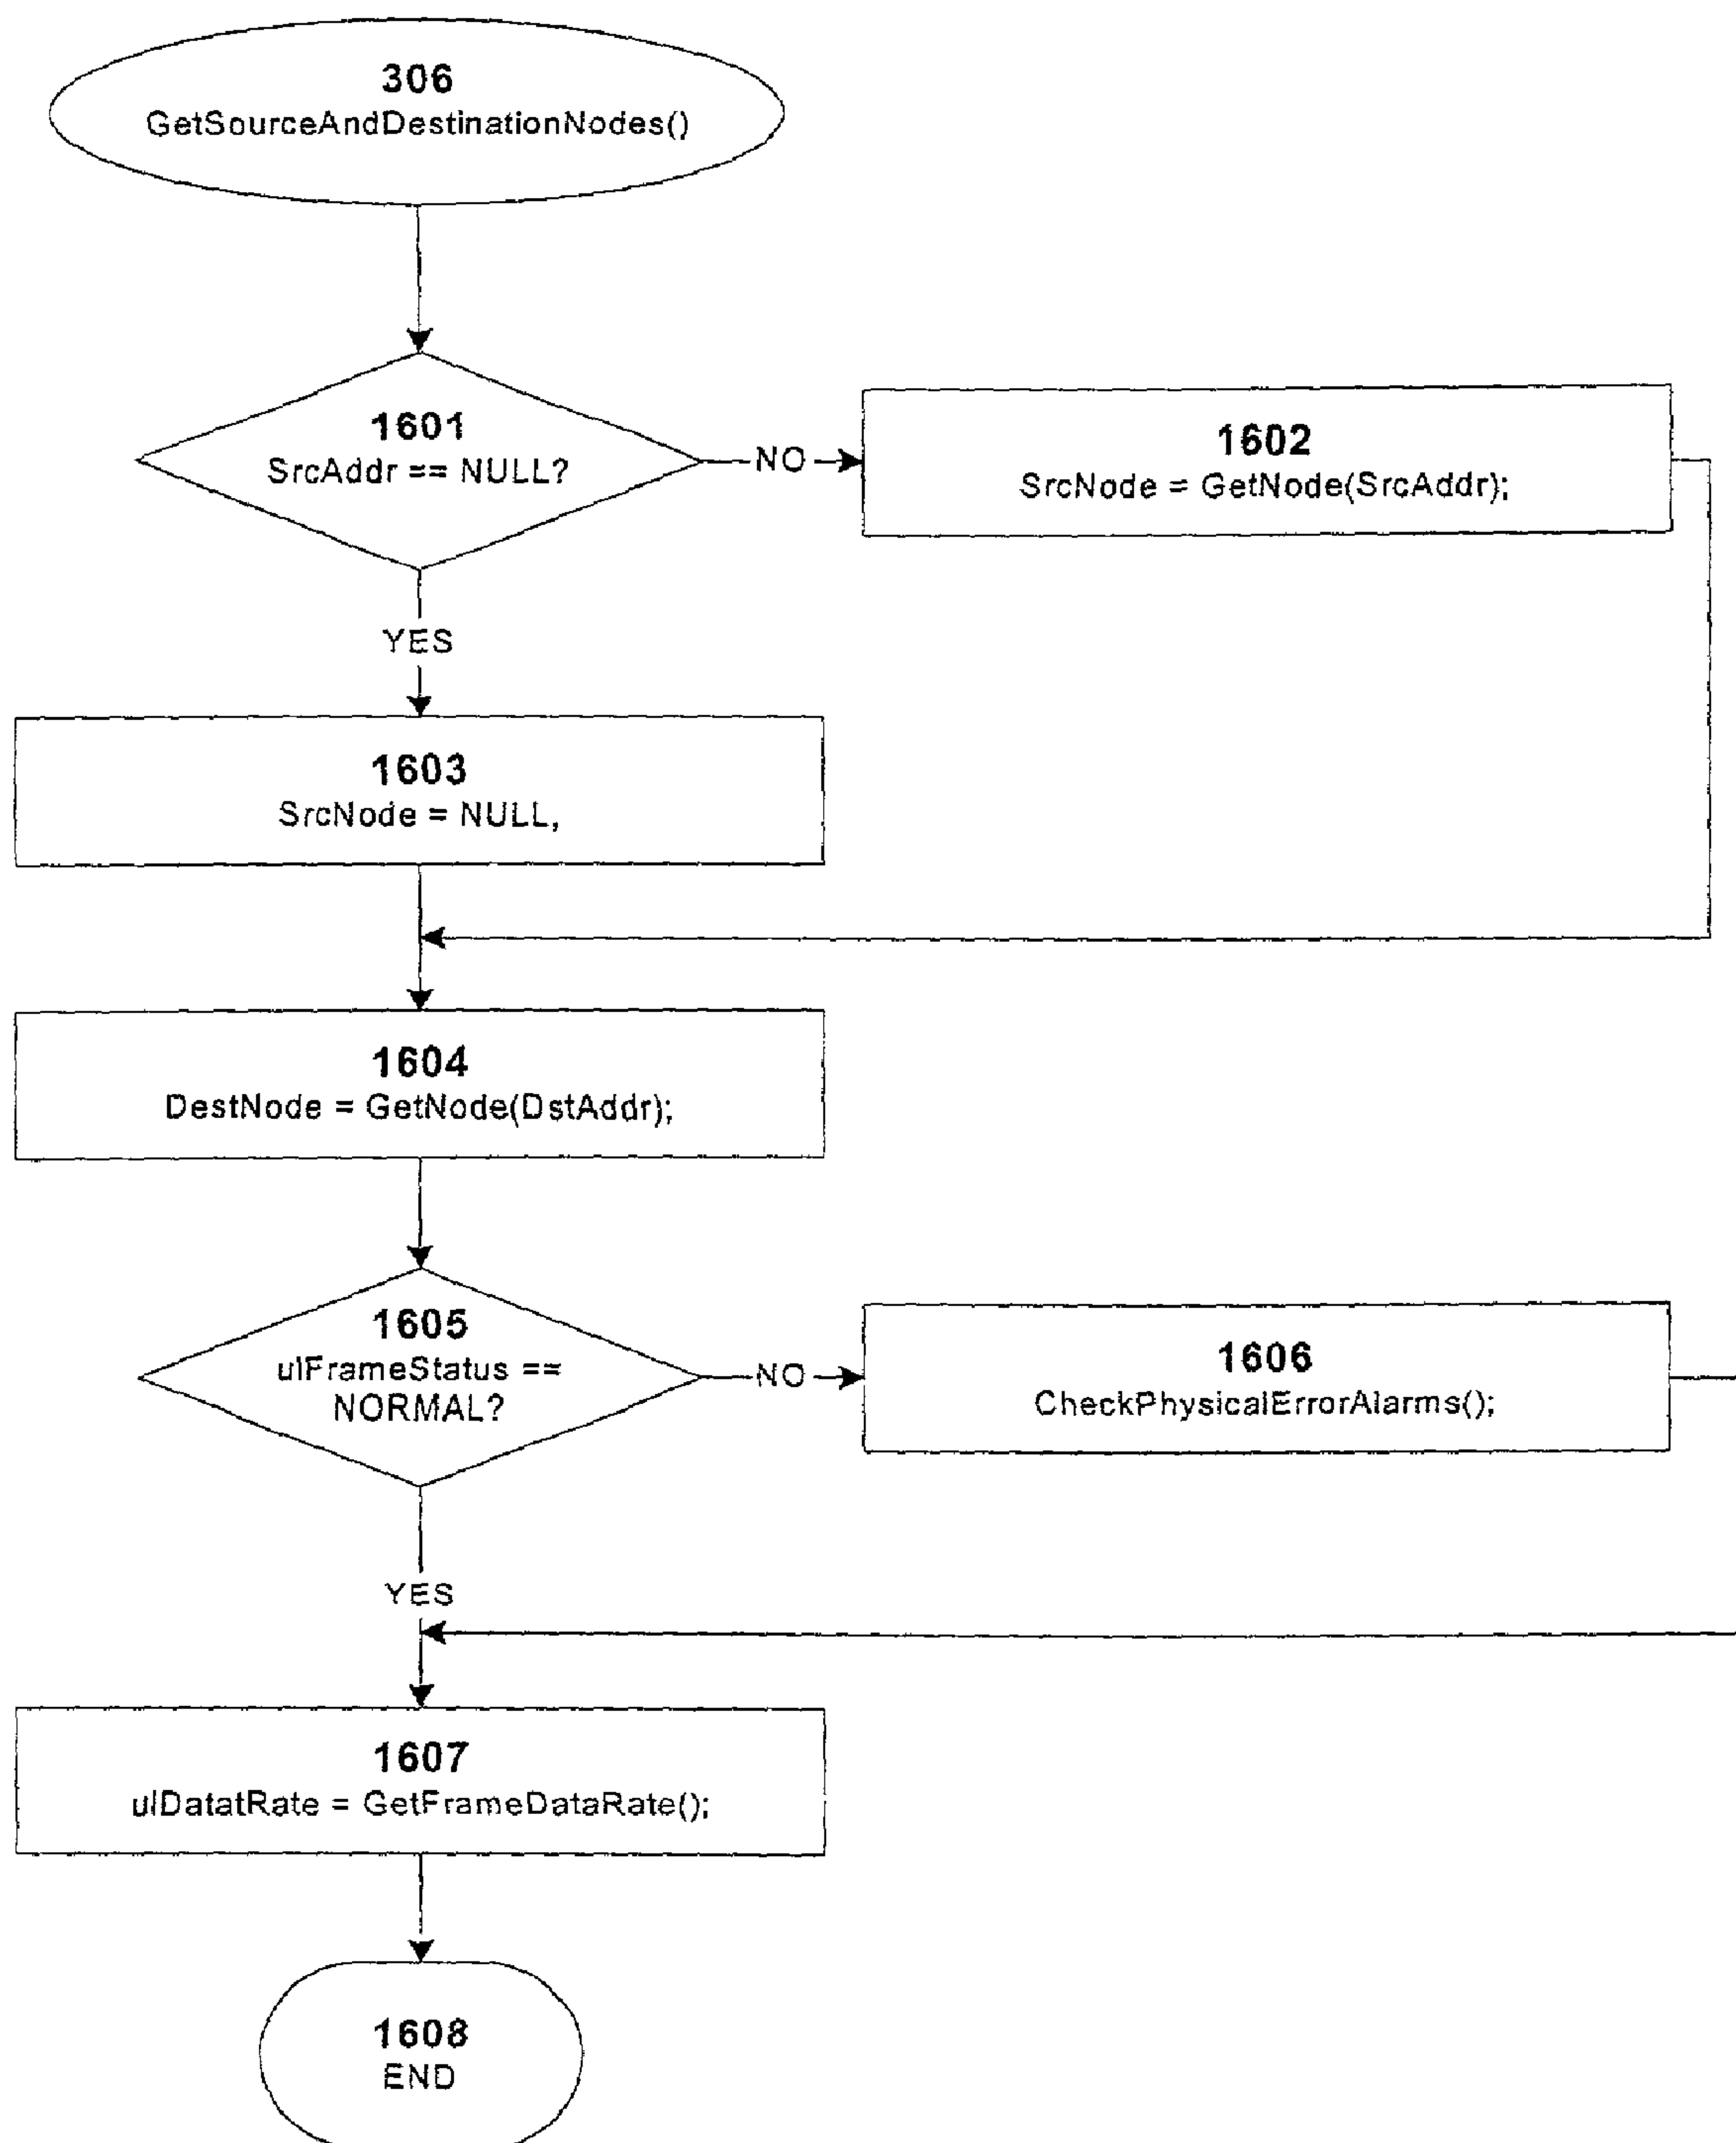 306
GetSourceAndDestinationNodes()
1601
SrcAddr == NULL?
NO
1602
SrcNode = GetNode(SrcAddr);
YES
1603
SrcNode = NULL,
1604
DestNode = GetNode(DstAddr);
1605
ulFrameStatus ==
NORMAL?
NO
1606
CheckPhysicalErrorAlarms();
YES
1607
ulDatatRate = GetFrameDataRate();
1608
END